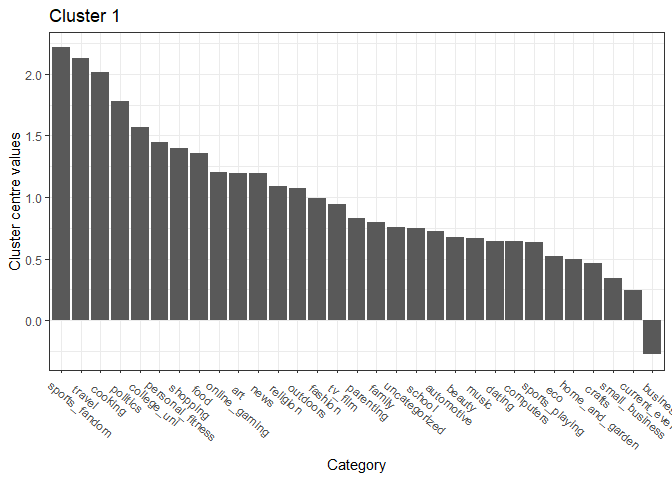 Cluster 1
Cluster centre values
2.0
1.5
1.0
0.5
0.0
sports_fandom
travel
cooking
politics
college_uni
personal_fitness
shopping
food
online_gaming
art
news
religion
outdoors
fashion
tv_film
parenting
family
uncategorized
school
automotive
beauty
music
dating
computers
sports_playing
eco
home_and_garden
crafts
small_business
current_eve
busines
Category